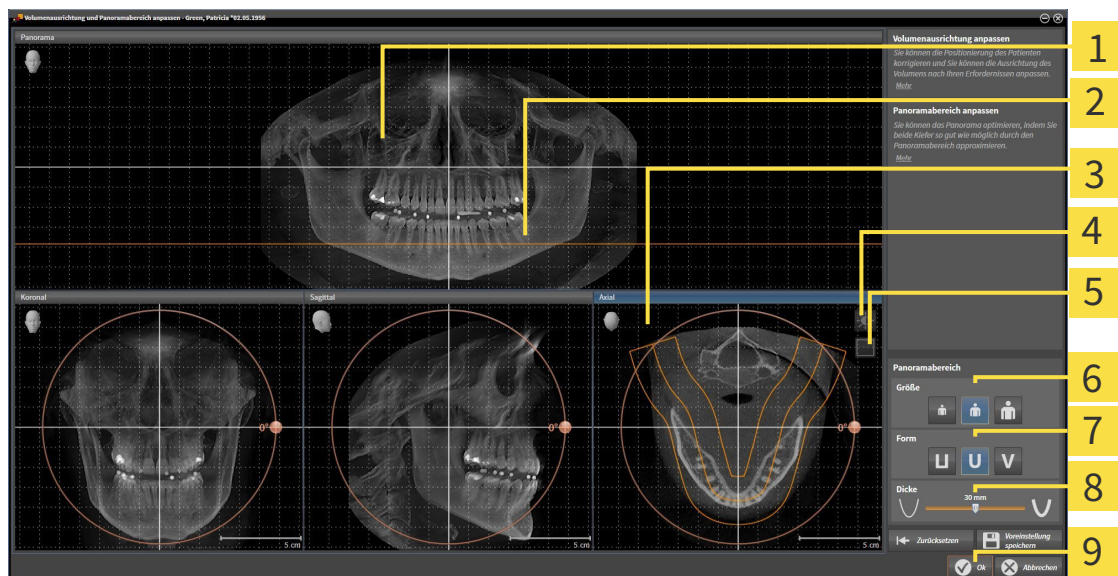 Volumenausrichtung und Panoramabereich anpassen - Green, Patricia *02.05.1956
Panorama
Volumenausrichtung anpassen
Sie können die Positionierung des Patienten
korrigieren und Sie können die Ausrichtung des
Volumens nach Ihren Erfordernissen anpassen.
Mehr
Panoramabereich anpassen
Sie können das Panorama optimieren, indem Sie
beide Kiefer so gut wie möglich durch den
Panoramabereich approximieren.
Mehr
1
2
3
4
5
Koronal
Sagittal
Axial
0°
0°
0°
5 cm
5 cm
5 cm
Panoramabereich
Größe
6
Form
U V
7
Dicke
30 mm
8
Zurücksetzen
Voreinstellung
speichern
Ok
Abbrechen
9